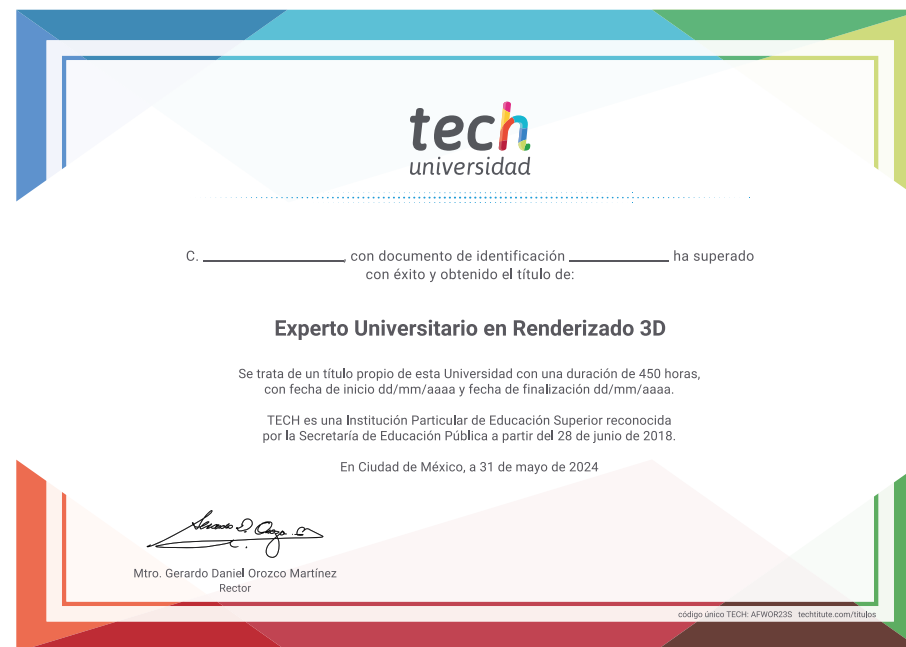 tech
universidad
C. ____________, con documento de identificación ____________ ha superado
con éxito y obtenido el título de:
Experto Universitario en Renderizado 3D
Se trata de un título propio de esta Universidad con una duración de 450 horas,
con fecha de inicio dd/mm/aaaa y fecha de finalización dd/mm/aaaa.
TECH es una Institución Particular de Educación Superior reconocida
por la Secretaría de Educación Pública a partir del 28 de junio de 2018.
En Ciudad de México, a 31 de mayo de 2024
Mtro. Gerardo Daniel Orozco Martínez
Rector
código único TECH: AFWOR23S techtitute.com/titulos